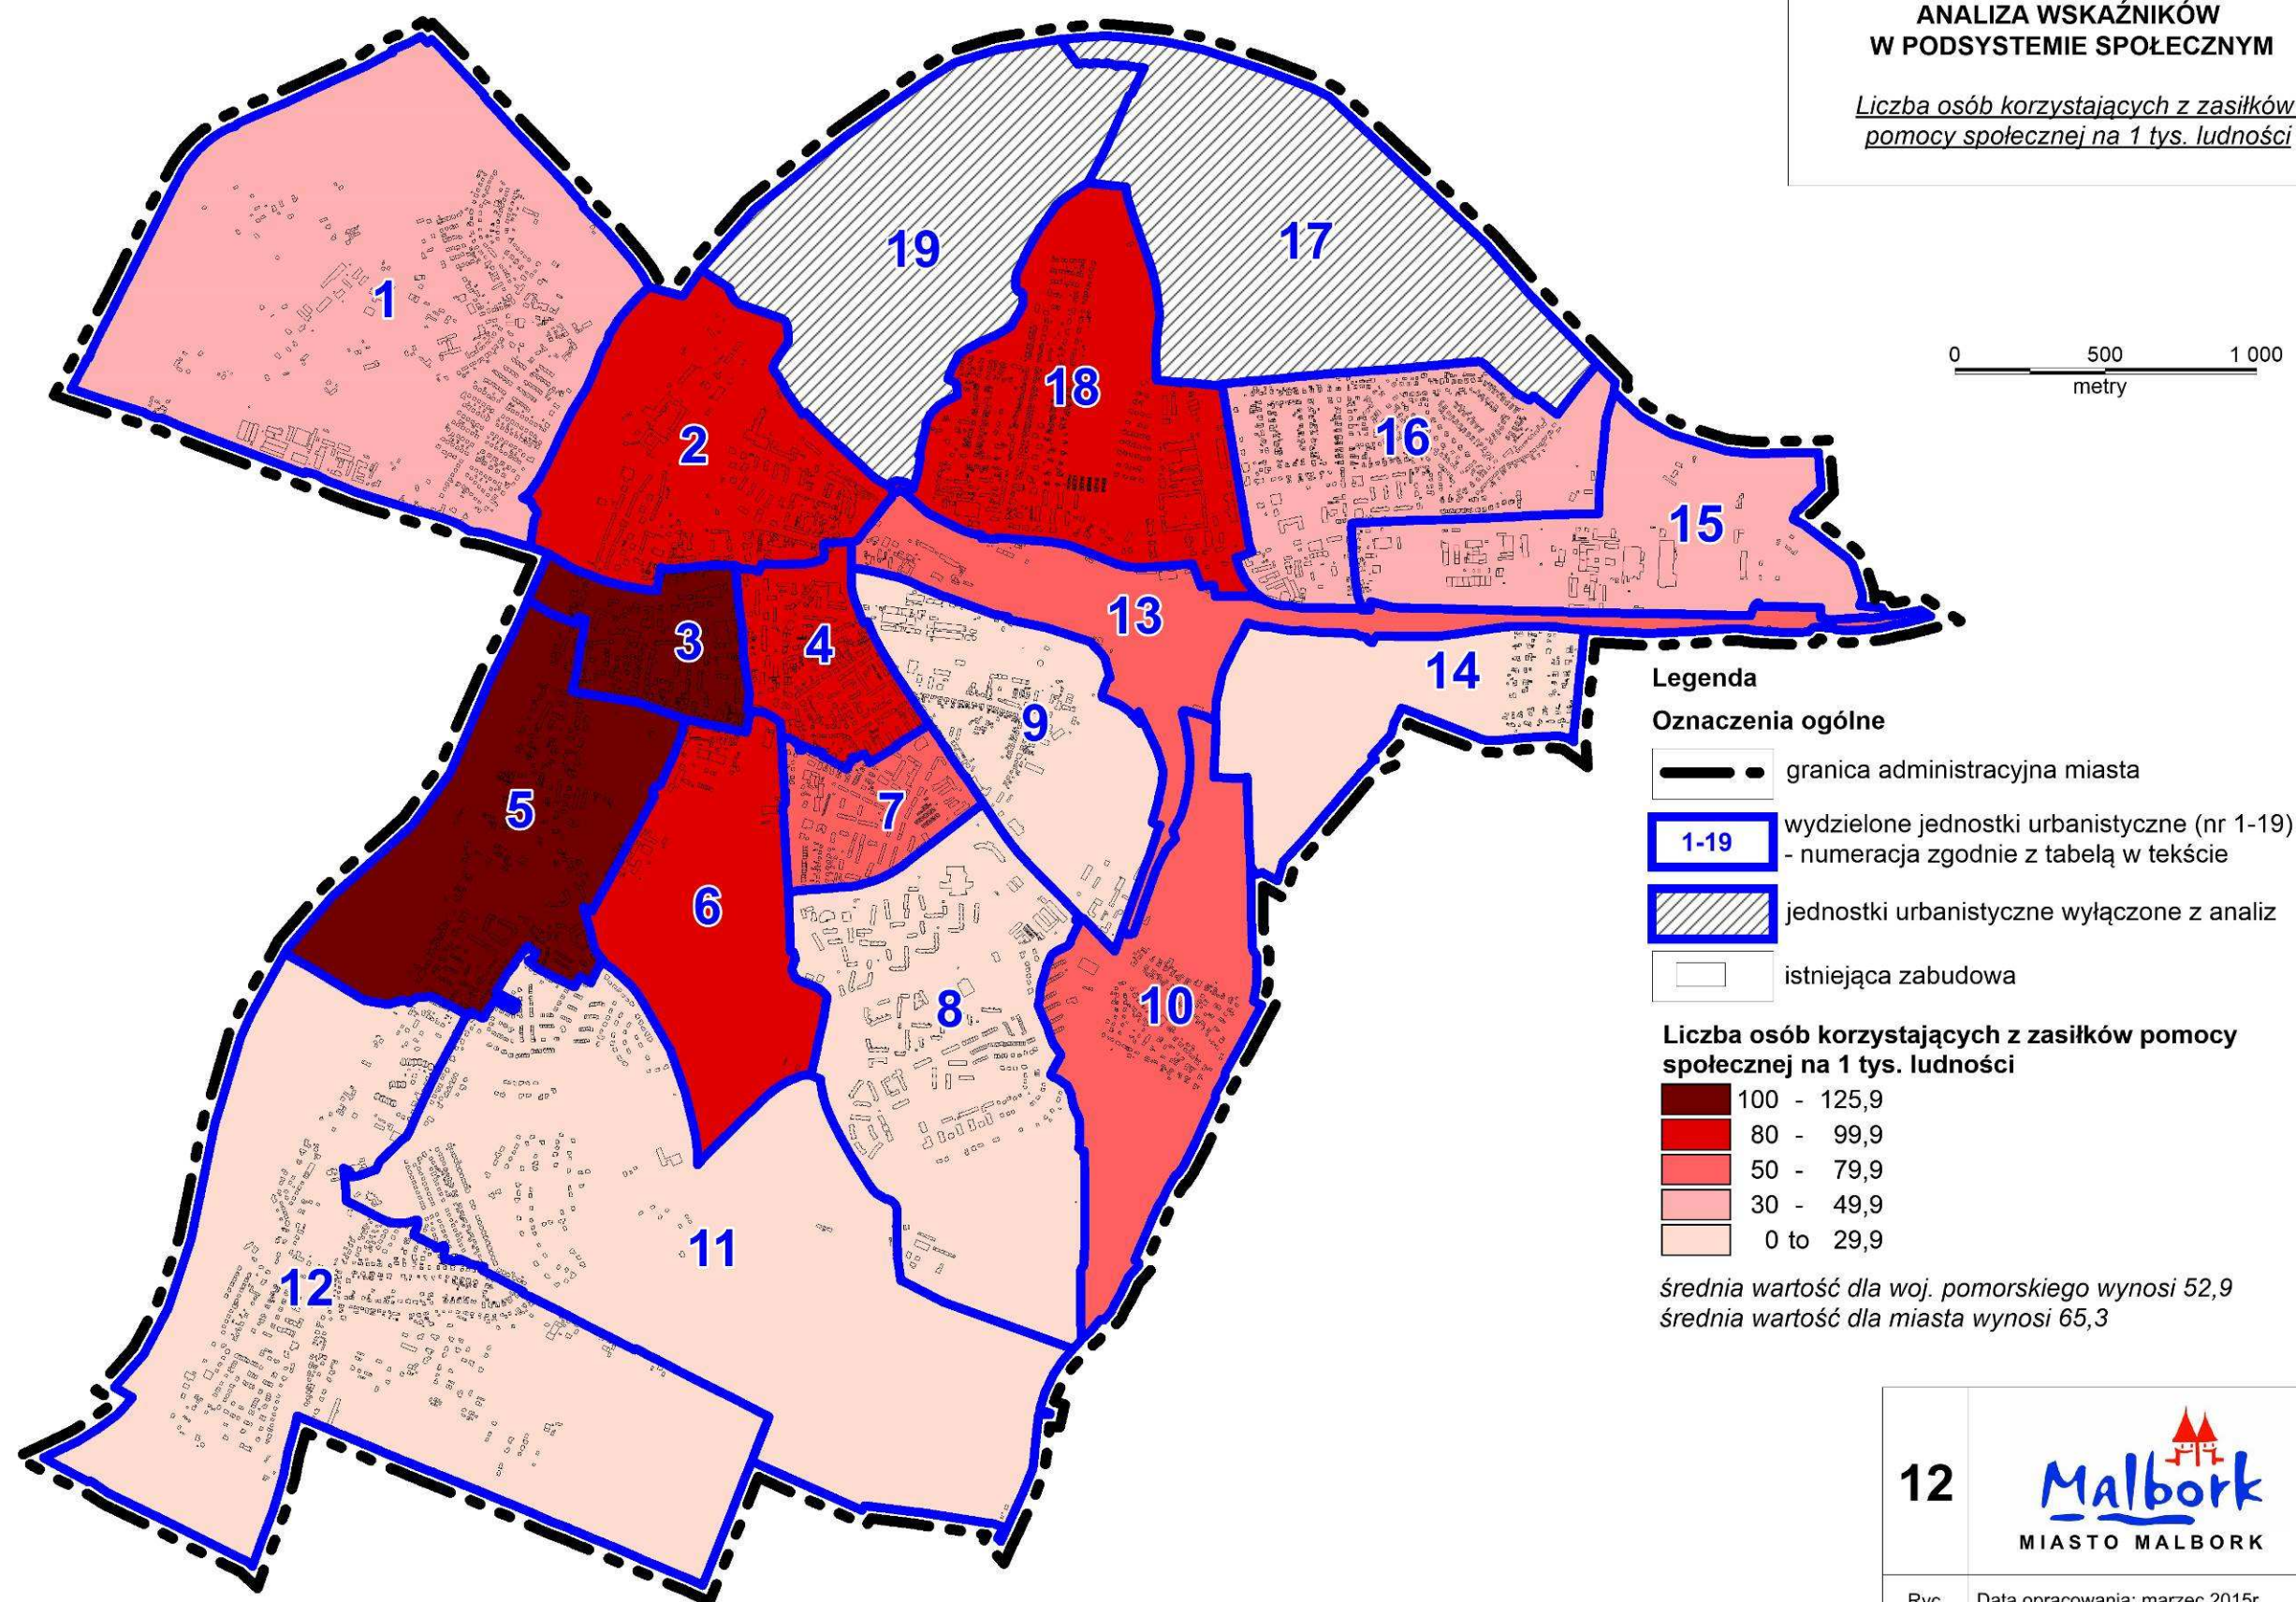 ANALIZA WSKAŹNIKÓW
W PODSYSTEMIE SPOŁECZNYM
Liczba osób korzystających z zasiłków
pomocy społecznej na 1 tys. ludności
0 500 1 000
metry
1
2
3
4
5
6
7
8
9
10
11
12
13
14
15
16
17
18
19
Legenda
Oznaczenia ogólne
granica administracyjna miasta
1-19 wydzielone jednostki urbanistyczne (nr 1-19)
- numeracja zgodnie z tabelą w tekście
jednostki urbanistyczne wyłączone z analiz
istniejąca zabudowa
Liczba osób korzystających z zasiłków pomocy
społecznej na 1 tys. ludności
100 - 125,9
80 - 99,9
50 - 79,9
30 - 49,9
0 to 29,9
średnia wartość dla woj. pomorskiego wynosi 52,9
średnia wartość dla miasta wynosi 65,3
12
Malbork
MIASTO MALBORK
Ryc. Data opracowania: marzec 2015r.